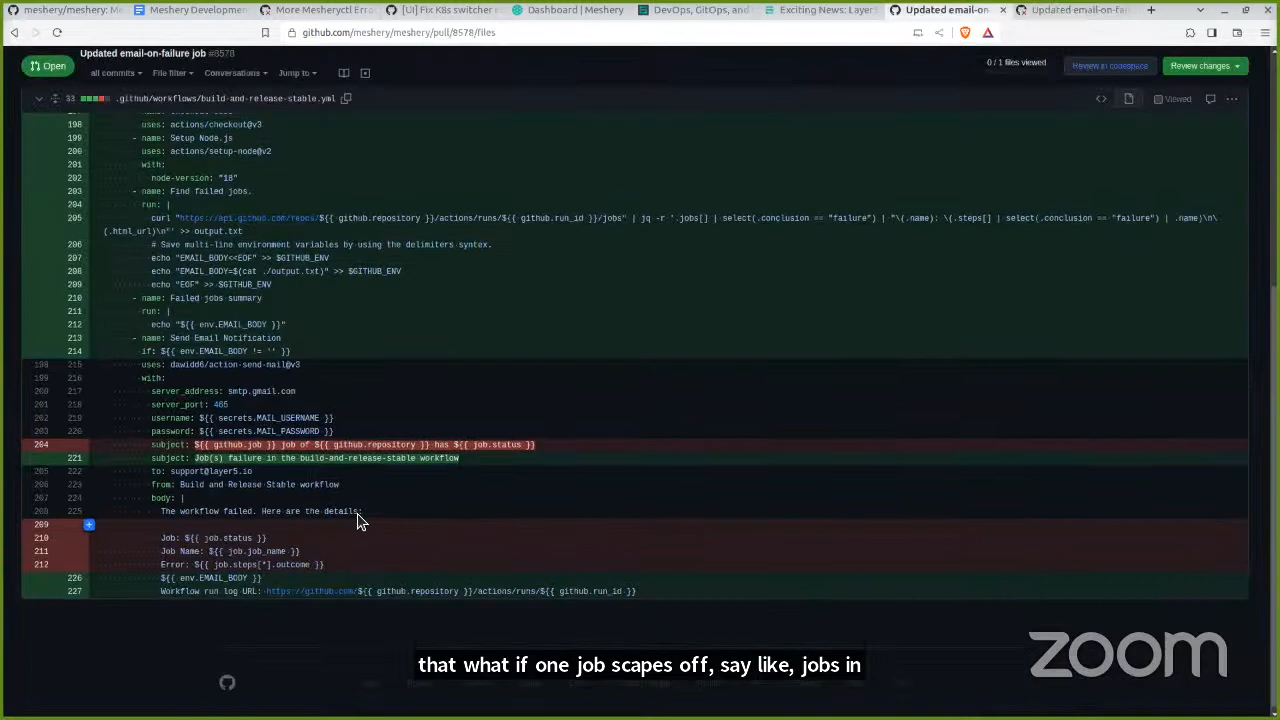 meshery/meshery: M
Meshery Developmen
More Mesheryctl Erro
[UI] Fix K8s switcher
Dashboard | Meshery
DevOps, GitOps, and
Exciting News: Layer5
Updated email-on-
Updated email-on-fai
github.com/meshery/meshery/pull/8578/files
Updated email-on-failure job #8578
Open
all commits
File filter
Conversations
Jump to
0 / 1 files viewed
Review in codespace
Review changes
33 .github/workflows/build-and-release-stable.yml
Viewed
198 uses: actions/checkout@v3
199 - name: Setup Node.js
200 uses: actions/setup-node@v2
201 with:
202 node-version: "18"
203 - name: Find failed jobs.
204 run: |
205 curl "https://api.github.com/repos/${{ github.repository }}/actions/runs/${{ github.run_id }}/jobs" | jq -r '.jobs[] | select(.conclusion == "failure") | "\(.name): \(.steps[] | select(.conclusion == "failure") | .name)\n\
(.html_url)\n"' >> output.txt
206 # Save multi-line environment variables by using the delimiters syntex.
207 echo "EMAIL_BODY<<EOF" >> $GITHUB_ENV
208 echo "EMAIL_BODY=$(cat ./output.txt)" >> $GITHUB_ENV
209 echo "EOF" >> $GITHUB_ENV
210 - name: Failed jobs summary
211 run: |
212 echo "${{ env.EMAIL_BODY }}"
213 - name: Send Email Notification
214 if: ${{ env.EMAIL_BODY != '' }}
198 215 uses: dawidd6/action-send-mail@v3
199 216 with:
200 217 server_address: smtp.gmail.com
201 218 server_port: 465
202 219 username: ${{ secrets.MAIL_USERNAME }}
203 220 password: ${{ secrets.MAIL_PASSWORD }}
204 subject: ${{ github.job }} job of ${{ github.repository }} has ${{ job.status }}
221 subject: Job(s) failure in the build-and-release-stable workflow
205 222 to: support@layer5.io
206 223 from: Build and Release Stable workflow
207 224 body: |
208 225 The workflow failed. Here are the details:
209
210 Job: ${{ job.status }}
211 Job Name: ${{ job.job_name }}
212 Error: ${{ job.steps[*].outcome }}
226 ${{ env.EMAIL_BODY }}
227 Workflow run log URL: https://github.com/${{ github.repository }}/actions/runs/${{ github.run_id }}
that what if one job scapes off, say like, jobs in
zoom